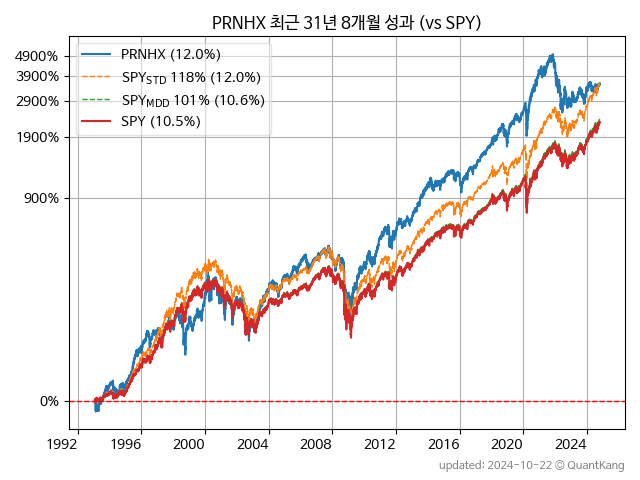 PRNHX 최근 31년 8개월 성과 (vs SPY)
PRNHX (12.0%)
SPY_STD 118% (12.0%)
SPY_MDD 101% (10.6%)
SPY (10.5%)
4900%
3900%
2900%
1900%
900%
0%
1992 1996 2000 2004 2008 2012 2016 2020 2024
updated: 2024-10-22 © QuantKang